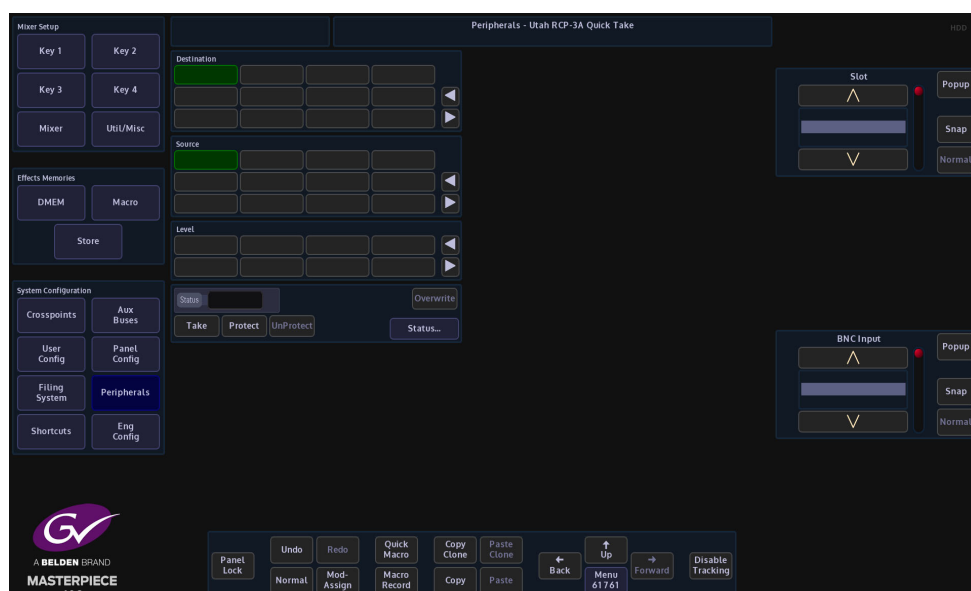 Mixer Setup
Peripherals - Utah RCP-3A Quick Take
HDD
Key 1
Key 2
Key 3
Key 4
Mixer
Util/Misc
Effects Memories
DMEM
Macro
Store
System Configuration
Crosspoints
Aux
Buses
User
Config
Panel
Config
Filing
System
Peripherals
Shortcuts
Eng
Config
Destination
Source
Level
Status
Overwrite
Take
Protect
UnProtect
Status...
Slot
Popup
Snap
Normal
BNC Input
Popup
Snap
Normal
GV
A BELDEN BRAND
MASTERPIECE
Panel
Lock
Undo
Redo
Normal
Mod-
Assign
Quick
Macro
Macro
Record
Copy
Clone
Paste
Clone
Copy
Paste
Back
Up
Menu
61761
Forward
Disable
Tracking